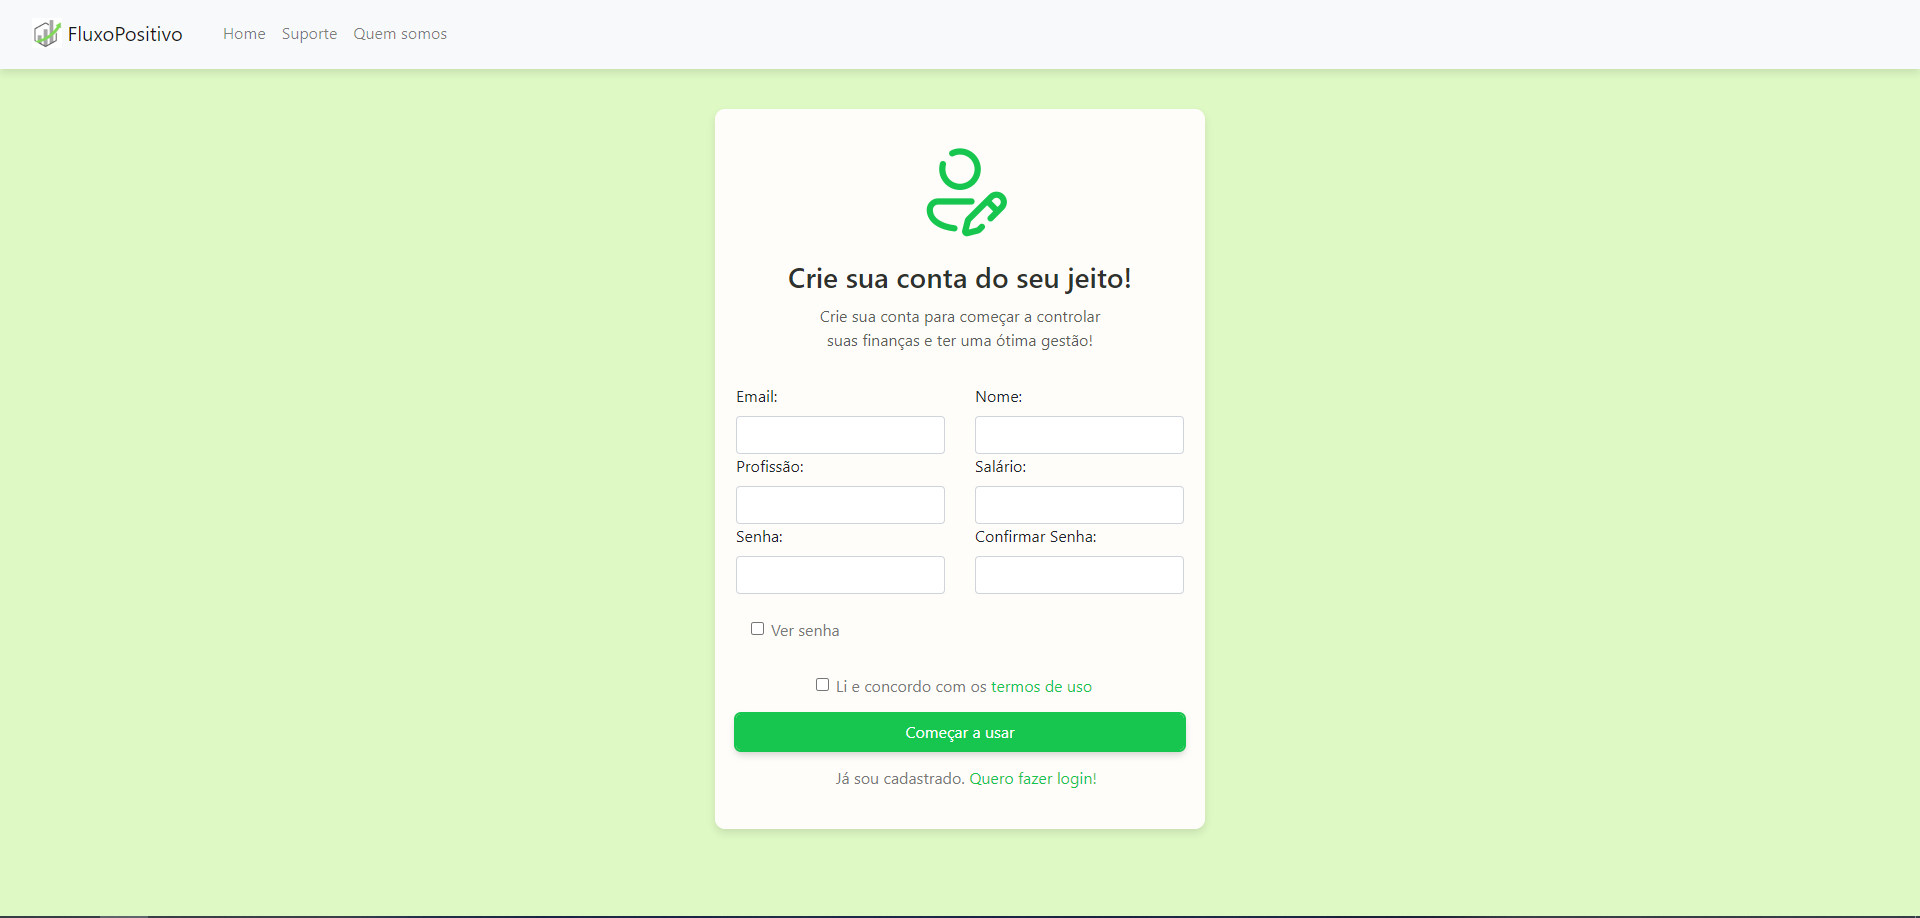 FluxoPositivo
Home Suporte Quem somos
Crie sua conta do seu jeito!
Crie sua conta para começar a controlar
suas finanças e ter uma ótima gestão!
Email: Nome:
Profissão: Salário:
Senha: Confirmar Senha:
Ver senha
Li e concordo com os termos de uso
Começar a usar
Já sou cadastrado. Quero fazer login!